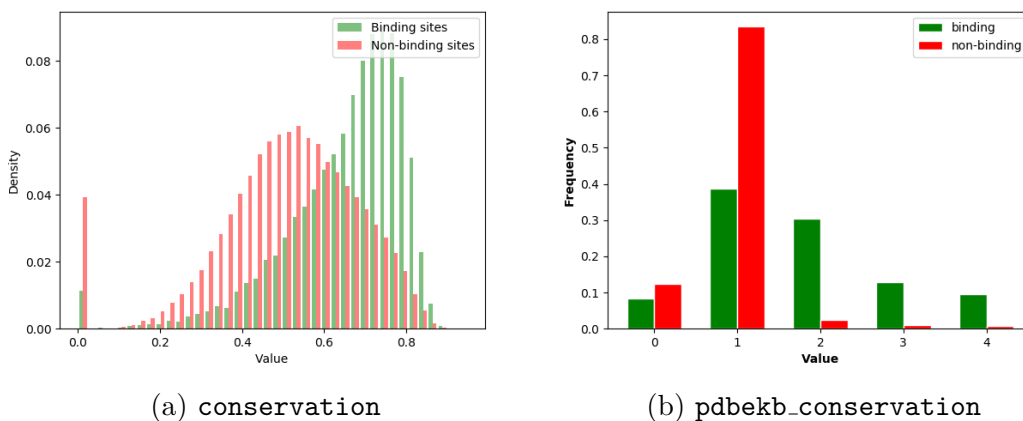 Binding sites
Non-binding sites
0.08
0.06
0.04
0.02
0.00
Density
0.0 0.2 0.4 0.6 0.8
Value
(a) conservation
binding
non-binding
0.8
0.7
0.6
0.5
0.4
0.3
0.2
0.1
0.0
Frequency
0 1 2 3 4
Value
(b) pdbekb_conservation